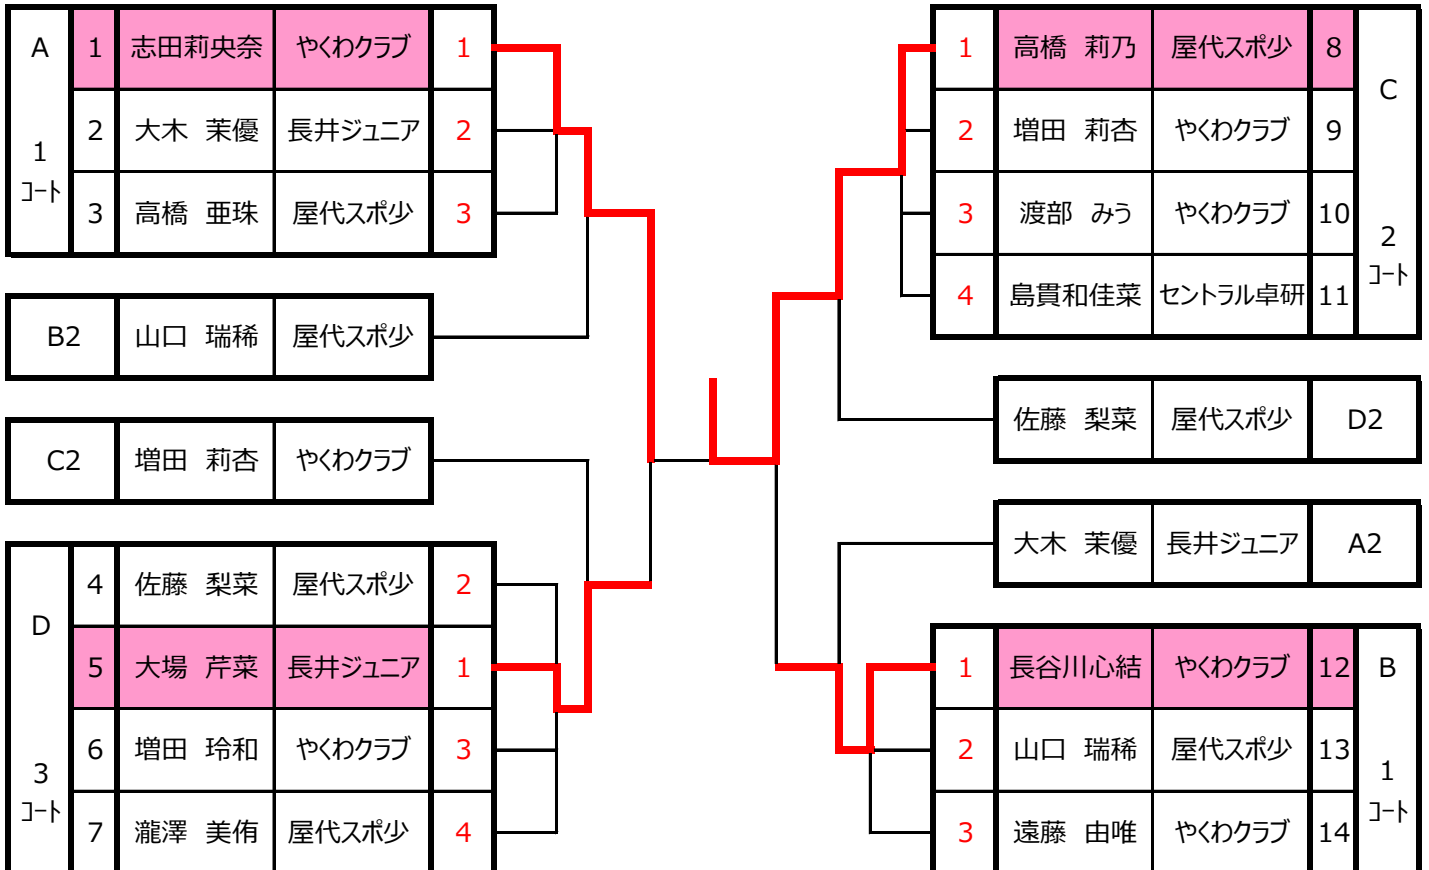 A 1コート
1 志田莉央奈 やくわクラブ 1
2 大木 茉優 長井ジュニア 2
3 高橋 亜珠 屋代スポ少 3
B2 山口 瑞稀 屋代スポ少
C2 増田 莉杏 やくわクラブ
D 3コート
4 佐藤 梨菜 屋代スポ少 2
5 大場 芹菜 長井ジュニア 1
6 増田 玲和 やくわクラブ 3
7 瀧澤 美侑 屋代スポ少 4
1 高橋 莉乃 屋代スポ少 8
2 増田 莉杏 やくわクラブ 9
3 渡部 みう やくわクラブ 10
4 島貫和佳菜 セントラル卓研 11
C 2コート
佐藤 梨菜 屋代スポ少 D2
大木 茉優 長井ジュニア A2
1 長谷川心結 やくわクラブ 12
2 山口 瑞稀 屋代スポ少 13
3 遠藤 由唯 やくわクラブ 14
B 1コート